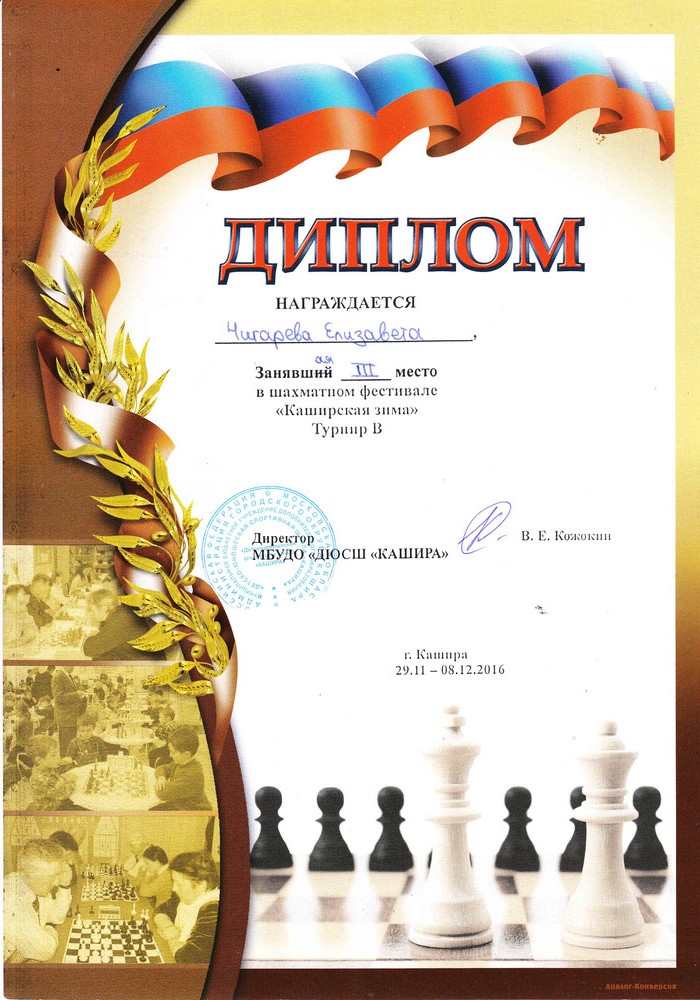 ДИПЛОМ
НАГРАЖДАЕТСЯ
Чигарева Елизавета,
ая
Занявший III место
в шахматном фестивале
«Каширская зима»
Турнир В
Директор
МБУДО «ДЮСШ «КАШИРА»
В. Е. Кожокин
г. Кашира
29.11 – 08.12.2016
Диалог-Конверсия